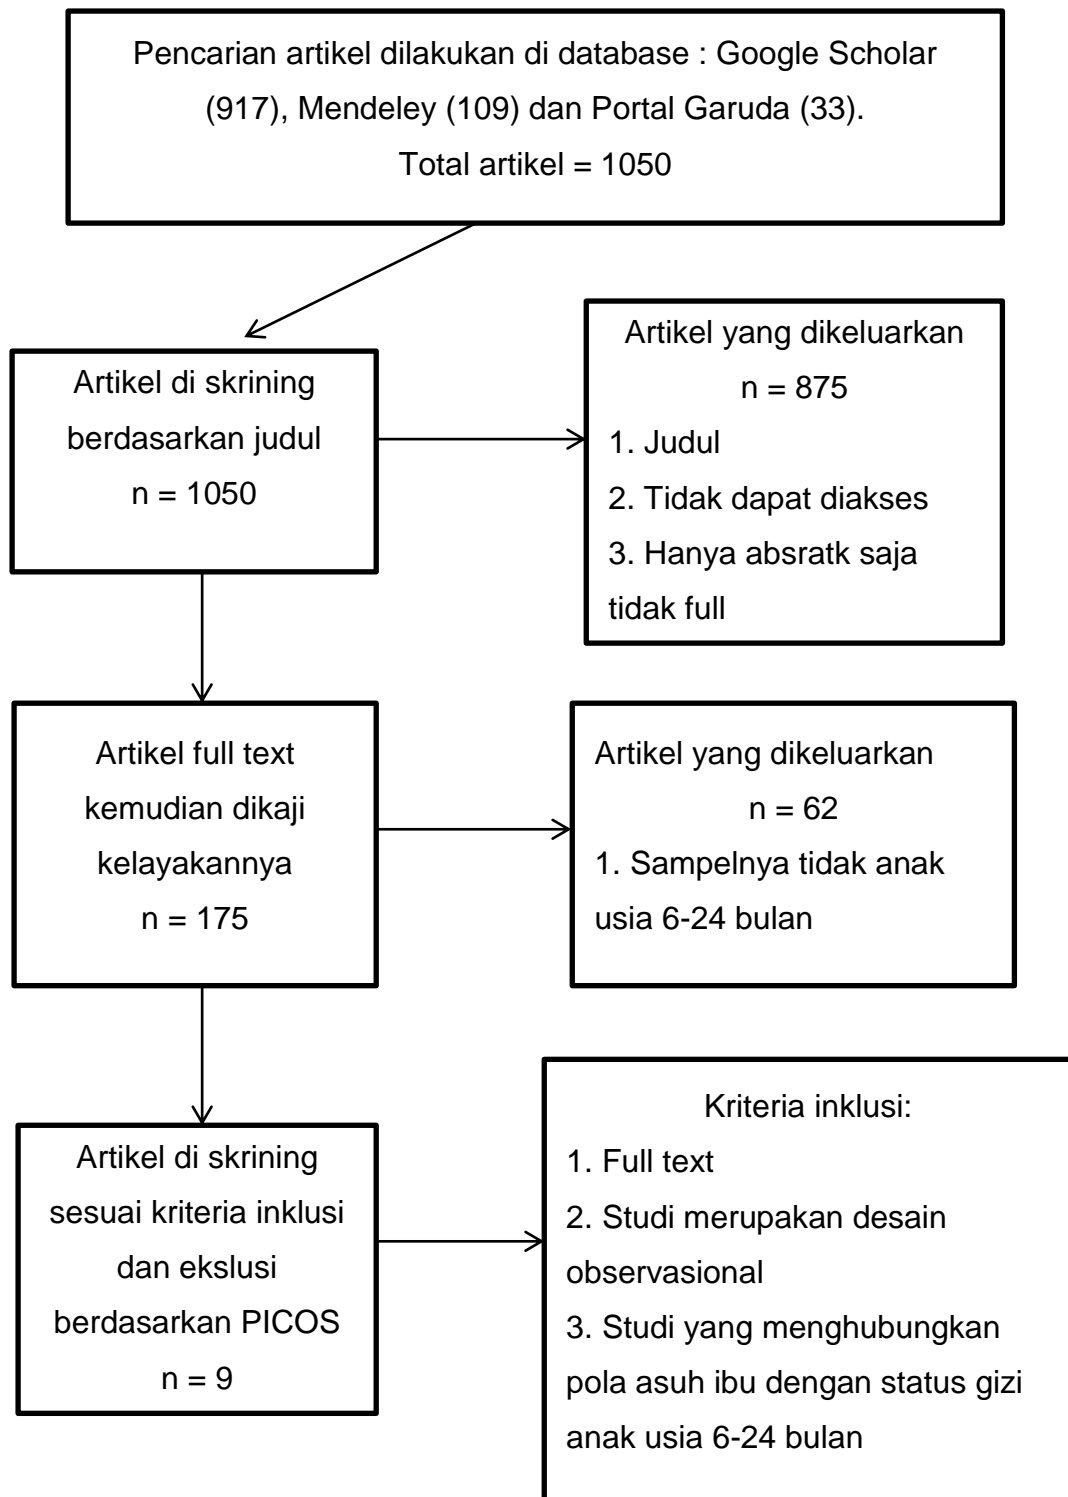 Pencarian artikel dilakukan di database : Google Scholar
(917), Mendeley (109) dan Portal Garuda (33).
Total artikel = 1050
Artikel di skrining
berdasarkan judul
n = 1050
Artikel yang dikeluarkan
n = 875
1. Judul
2. Tidak dapat diakses
3. Hanya absratk saja
tidak full
Artikel full text
kemudian dikaji
kelayakannya
n = 175
Artikel yang dikeluarkan
n = 62
1. Sampelnya tidak anak
usia 6-24 bulan
Artikel di skrining
sesuai kriteria inklusi
dan ekslusi
berdasarkan PICOS
n = 9
Kriteria inklusi:
1. Full text
2. Studi merupakan desain
observasional
3. Studi yang menghubungkan
pola asuh ibu dengan status gizi
anak usia 6-24 bulan